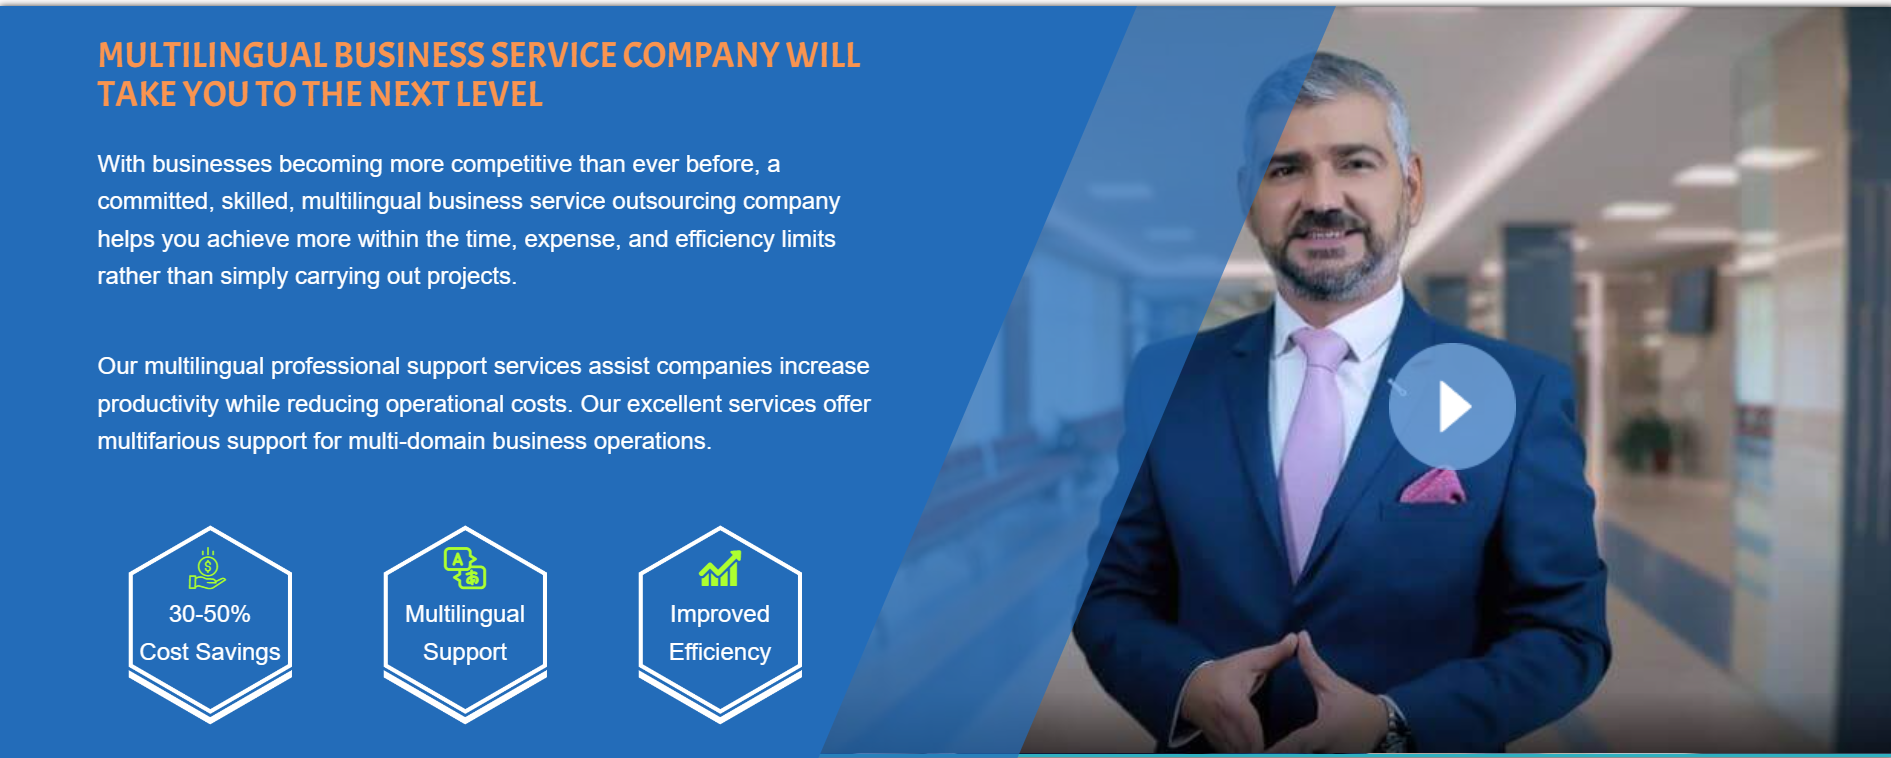 MULTILINGUAL BUSINESS SERVICE COMPANY WILL
TAKE YOU TO THE NEXT LEVEL
With businesses becoming more competitive than ever before, a
committed, skilled, multilingual business service outsourcing company
helps you achieve more within the time, expense, and efficiency limits
rather than simply carrying out projects.
Our multilingual professional support services assist companies increase
productivity while reducing operational costs. Our excellent services offer
multifarious support for multi-domain business operations.
30-50%
Cost Savings
Multilingual
Support
Improved
Efficiency